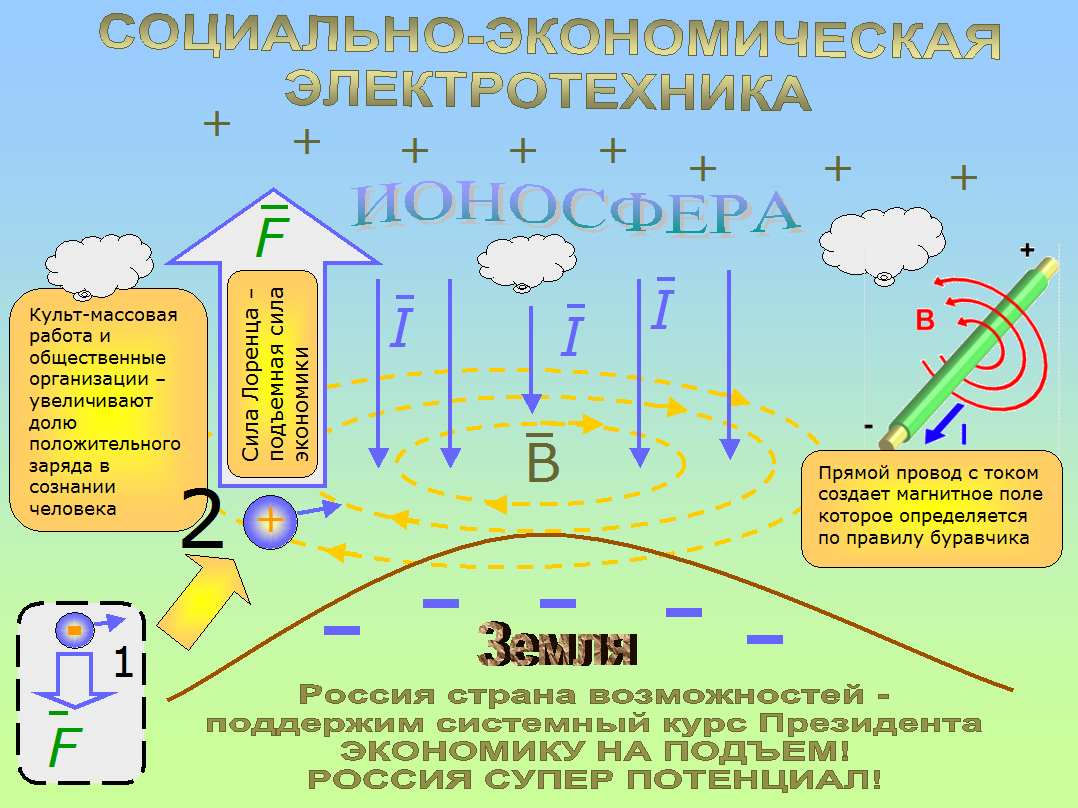 СОЦИАЛЬНО-ЭКОНОМИЧЕСКАЯ
ЭЛЕКТРОТЕХНИКА
+ + + + + + + +
ИОНОСФЕРА
F
Сила Лоренца –
подъемная сила
экономики
Культ-массовая
работа и
общественные
организации –
увеличивают
долю
положительного
заряда в
сознании
человека
I
I
I
B
+
B
-
I
Прямой провод с током
создает магнитное поле
которое определяется
по правилу буравчика
2
+
-
1
F
- - - - -
Земля
Россия страна возможностей -
поддержим системный курс Президента
ЭКОНОМИКУ НА ПОДЪЕМ!
РОССИЯ СУПЕР ПОТЕНЦИАЛ!